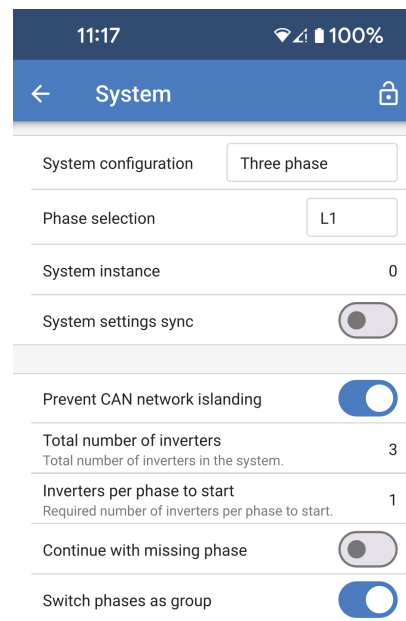 11:17 100%
System
System configuration Three phase
Phase selection L1
System instance 0
System settings sync
Prevent CAN network islanding
Total number of inverters
Total number of inverters in the system.
3
Inverters per phase to start
Required number of inverters per phase to start.
1
Continue with missing phase
Switch phases as group